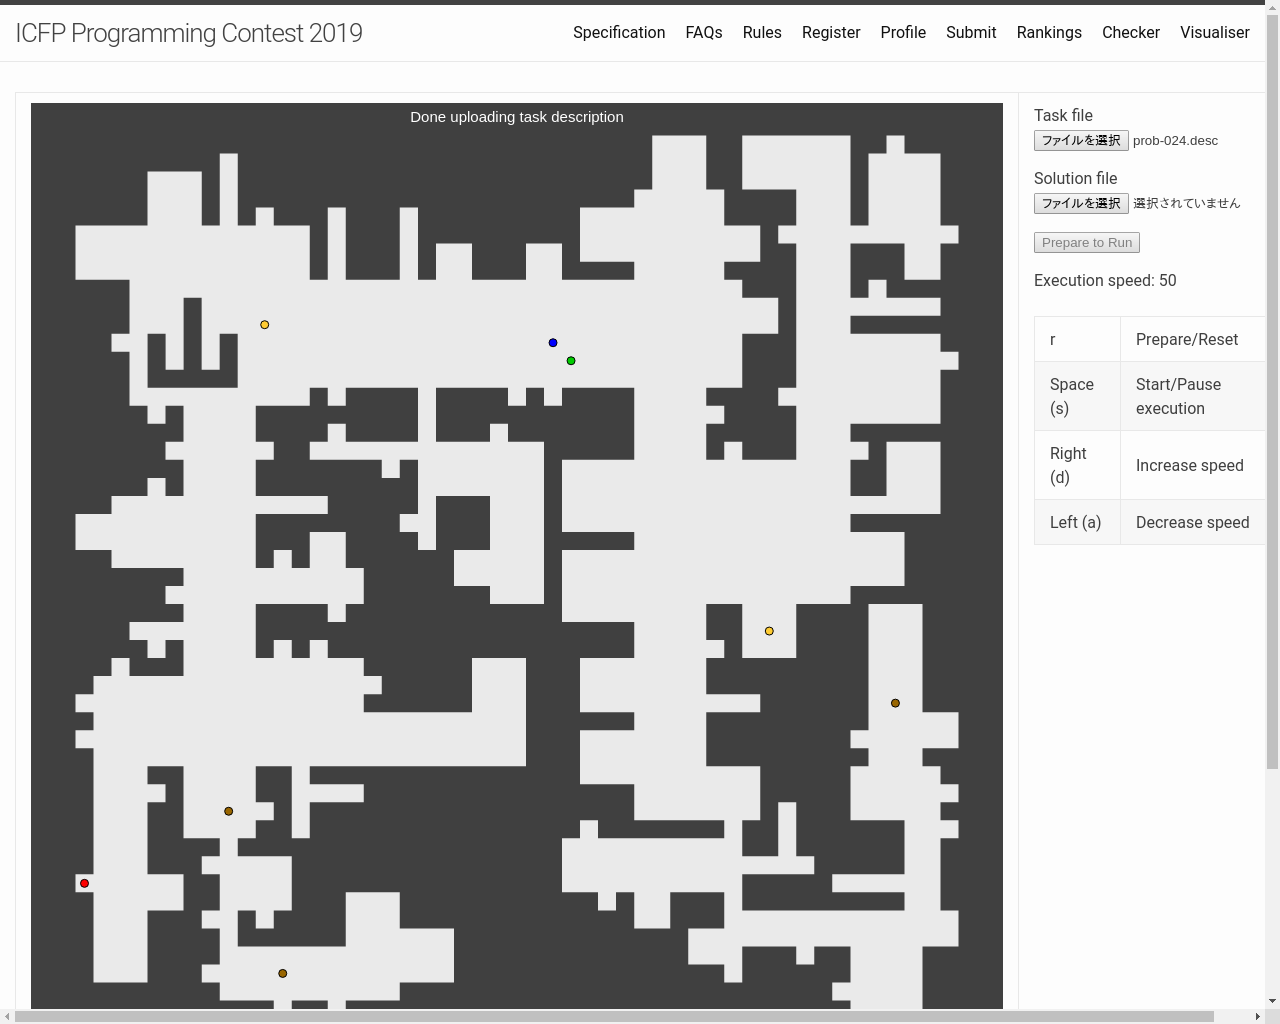 ICFP Programming Contest 2019
Specification FAQs Rules Register Profile Submit Rankings Checker Visualiser
Done uploading task description
Task file
ファイルを選択 prob-024.desc
Solution file
ファイルを選択 選択されていません
Prepare to Run
Execution speed: 50
r Prepare/Reset
Space (s) Start/Pause execution
Right (d) Increase speed
Left (a) Decrease speed